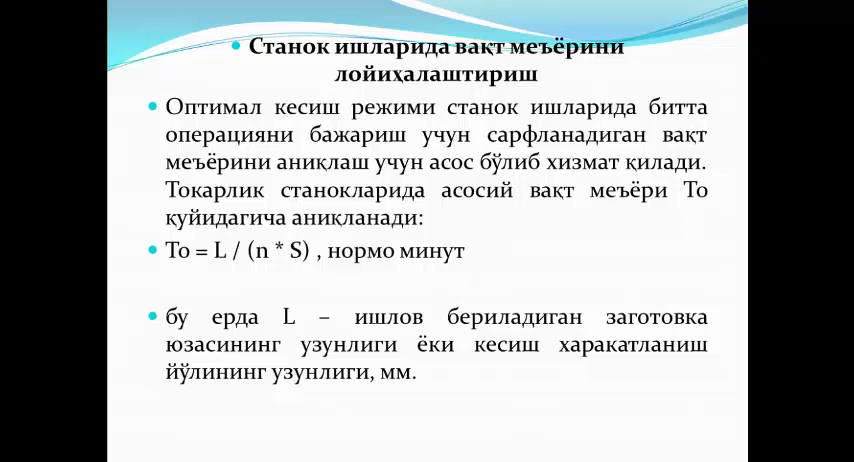 • Станок ишларида вақт меъёрини
лойиҳалаштириш
• Оптимал кесиш режими станок ишларида битта
операцияни бажариш учун сарфланадиган вақт
меъёрини аниқлаш учун асос бўлиб хизмат қилади.
Токарлик станокларида асосий вақт меъёри То
қуйидагича аниқланади:
• То = L / (n * S) , нормо минут
• бу ерда L – ишлов бериладиган заготовка
юзасининг узунлиги ёки кесиш харакатланиш
йўлининг узунлиги, мм.